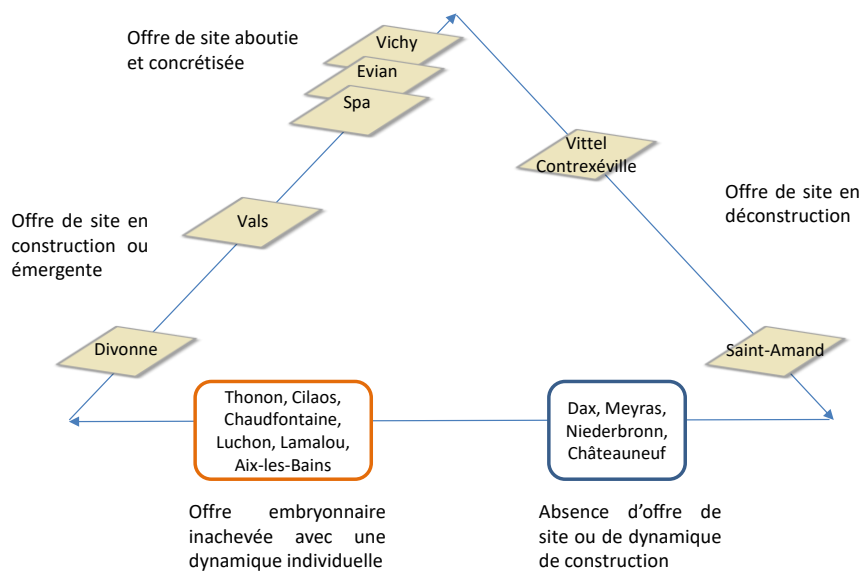 Offre de site aboutie
et concrétisée
Vichy
Evian
Spa
Vittel
Contrexéville
Offre de site en
construction ou
émergente
Vals
Offre de site en
déconstruction
Divonne
Saint-Amand
Thonon, Cilaos,
Chaudfontaine,
Luchon, Lamalou,
Aix-les-Bains
Dax, Meyras,
Niederbronn,
Châteauneuf
Offre embryonnaire
inachevée avec une
dynamique individuelle
Absence d’offre de
site ou de dynamique
de construction